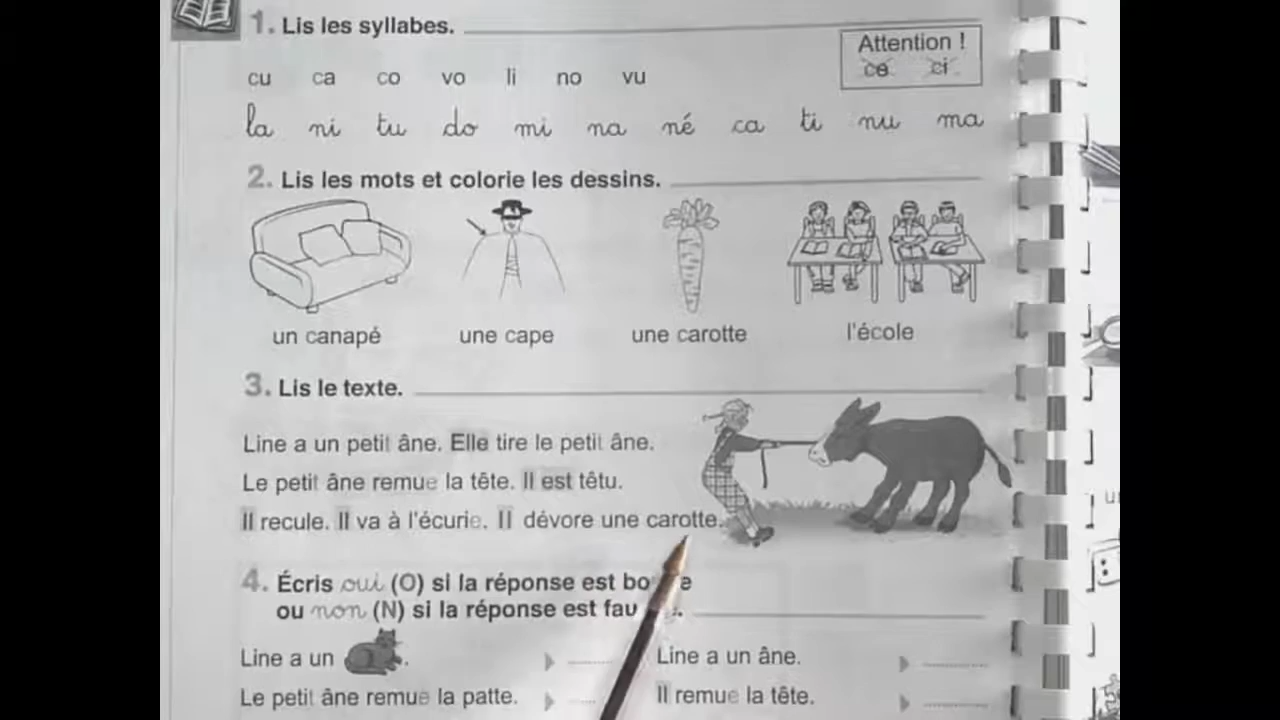 1. Lis les syllabes.
Attention !
ce ci
cu ca co vo li no vu
la ni tu do mi na né ca ti nu ma
2. Lis les mots et colorie les dessins.
un canapé une cape une carotte l'école
3. Lis le texte.
Line a un petit âne. Elle tire le petit âne.
Le petit âne remue la tête. Il est têtu.
Il recule. Il va à l'écurie. Il dévore une carotte.
4. Écris oui (O) si la réponse est
ou non (N) si la réponse est
Line a un . Line a un âne.
Le petit âne remue la patte. Il remue la tête.